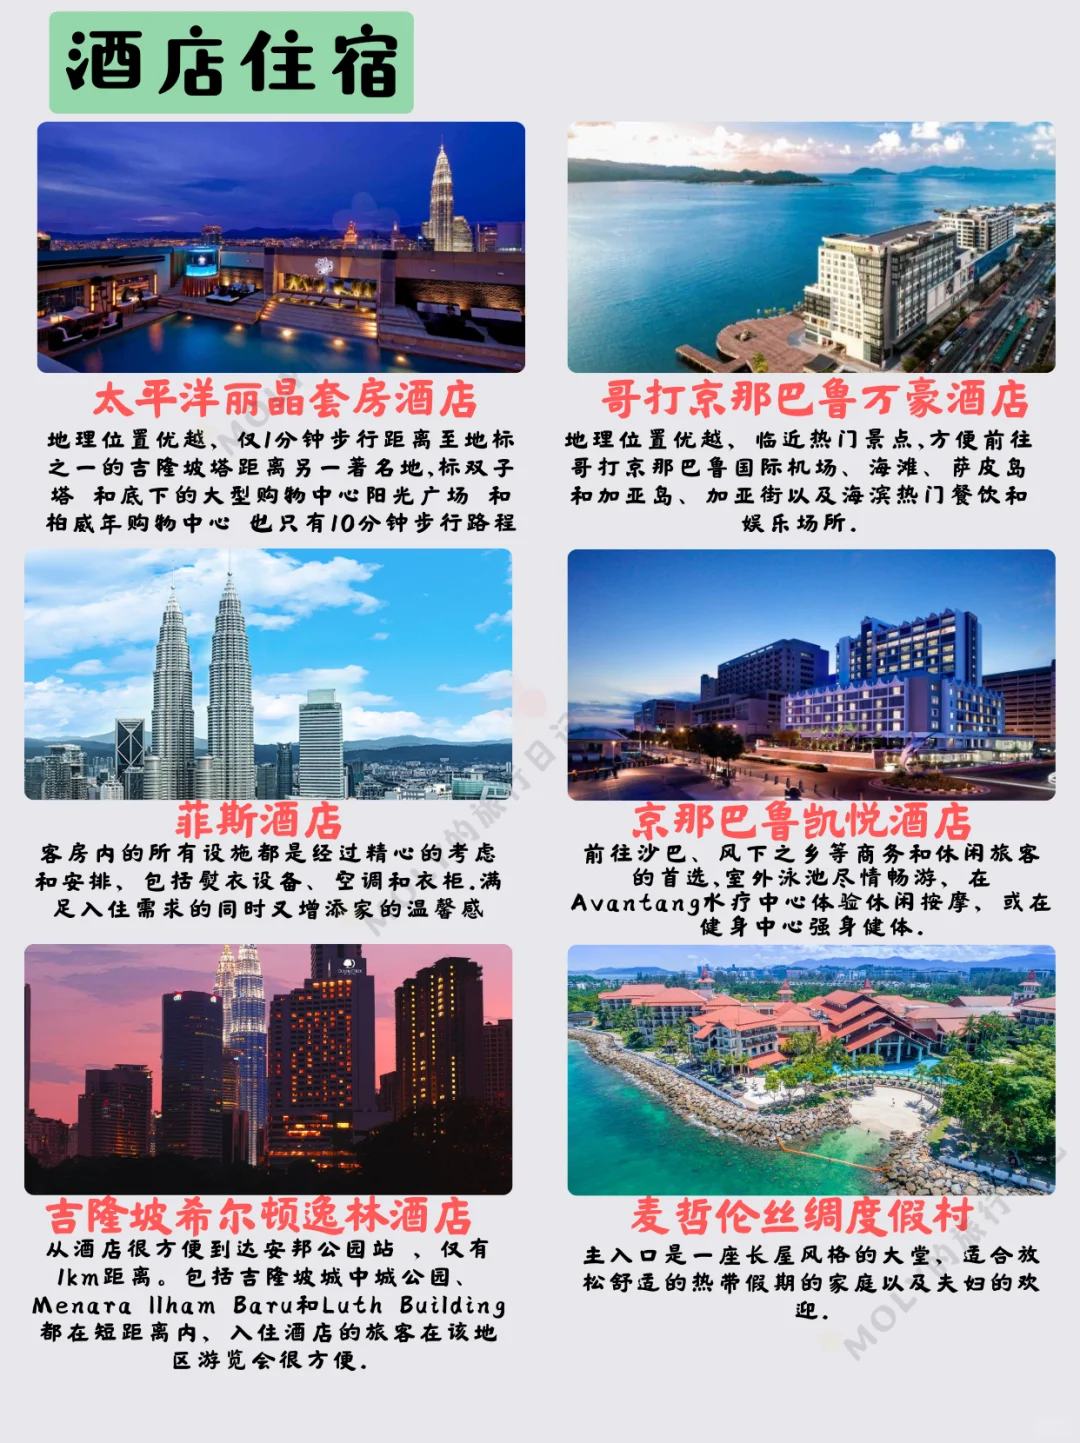 酒店住宿
太平洋丽晶套房酒店
地理位置优越，仅1分钟步行距离至地标
之一的吉隆坡塔距离另一著名地,标双子
塔 和底下的大型购物中心阳光广场 和
柏威年购物中心 也只有10分钟步行路程
哥打京那巴鲁万豪酒店
地理位置优越，临近热门景点,方便前往
哥打京那巴鲁国际机场、海滩、萨皮岛
和加亚岛、加亚街以及海滨热门餐饮和
娱乐场所.
菲斯酒店
客房内的所有设施都是经过精心的考虑
和安排，包括熨衣设备、空调和衣柜.满
足入住需求的同时又增添家的温馨感
京那巴鲁凯悦酒店
前往沙巴、风下之乡等商务和休闲旅客
的首选,室外泳池尽情畅游，在
Avantang水疗中心体验休闲按摩，或在
健身中心强身健体.
吉隆坡希尔顿逸林酒店
从酒店很方便到达安邦公园站 ，仅有
1km距离。包括吉隆坡城中城公园、
Menara Ilham Baru和Luth Building
都在短距离内，入住酒店的旅客在该地
区游览会很方便.
麦哲伦丝绸度假村
主入口是一座长屋风格的大堂，适合放
松舒适的热带假期的家庭以及夫妇的欢
迎.
MOLY的旅行日记
MOLY的旅行